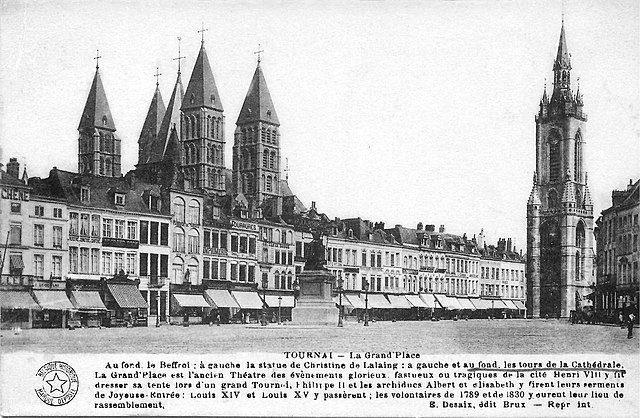 CHENE
TOURNAI — La Grand'Place
Au fond, le Beffroi : à gauche la statue de Christine de Lalaing ; a gauche et au fond, les tours de la Cathédrale.
La Grand'Place est l'ancien Théatre des évènements glorieux, fastueux ou tragiques de la cité Henri VIII y fit
dresser sa tente lors d'un grand Tournoi, Philippe II et les archiducs Albert et elisabeth y firent leurs serments
de Joyeuse-Entrée : Louis XIV et Louis XV y passèrent ; les volontaires de 1789 et de 1830 y eurent leur lieu de
rassemblement.
E. Desaix, édit Brux — Repr int